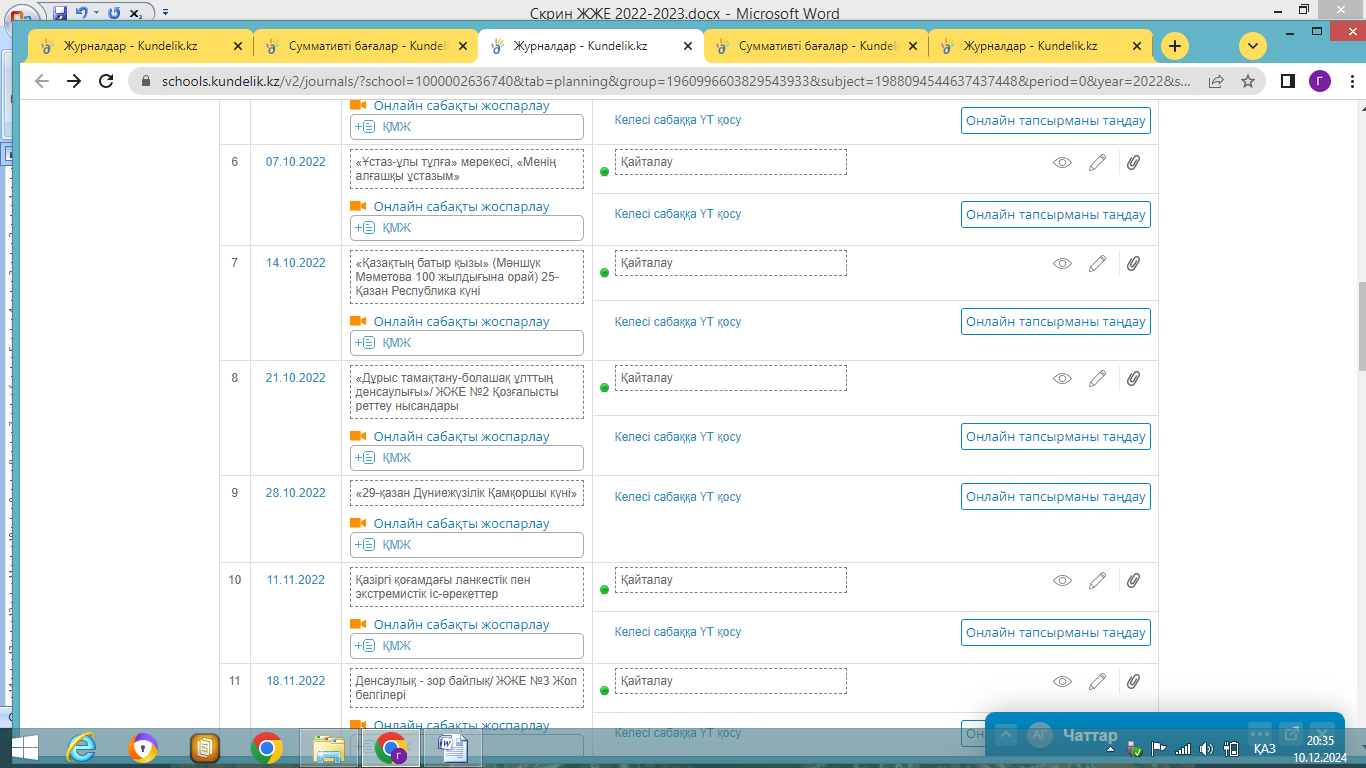 Скрин ЖЖЕ 2022-2023.docx - Microsoft Word
Журналдар - Kundelik.kz
Суммативті бағалар - Kundeli
Журналдар - Kundelik.kz
Суммативті бағалар - Kundeli
Журналдар - Kundelik.kz
schools.kundelik.kz/v2/journals/?school=1000002636740&tab=planning&group=1960996603829543933&subject=1988094544637437448&period=0&year=2022&s...
Г
Онлайн сабақты жоспарлау
ҚМЖ
Келесі сабаққа ҮТ қосу
Онлайн тапсырманы таңдау
6
07.10.2022
«Ұстаз-ұлы тұлға» мерекесі, «Менің
алғашқы ұстазым»
Қайталау
Онлайн сабақты жоспарлау
ҚМЖ
Келесі сабаққа ҮТ қосу
Онлайн тапсырманы таңдау
7
14.10.2022
«Қазақтың батыр қызы» (Мәншүк
Мәметова 100 жылдығына орай) 25-
Қазан Республика күні
Қайталау
Онлайн сабақты жоспарлау
ҚМЖ
Келесі сабаққа ҮТ қосу
Онлайн тапсырманы таңдау
8
21.10.2022
«Дұрыс тамақтану-болашақ ұлттың
денсаулығы»/ ЖЖЕ №2 Қозғалысты
реттеу нысандары
Қайталау
Онлайн сабақты жоспарлау
ҚМЖ
Келесі сабаққа ҮТ қосу
Онлайн тапсырманы таңдау
9
28.10.2022
«29-қазан Дүниежүзілік Қамқоршы күні»
Онлайн сабақты жоспарлау
ҚМЖ
Келесі сабаққа ҮТ қосу
Онлайн тапсырманы таңдау
10
11.11.2022
Қазіргі қоғамдағы ланкестік пен
экстремистік іс-әрекеттер
Қайталау
Онлайн сабақты жоспарлау
ҚМЖ
Келесі сабаққа ҮТ қосу
Онлайн тапсырманы таңдау
11
18.11.2022
Денсаулық - зор байлық/ ЖЖЕ №3 Жол
белгілері
Қайталау
Онлайн сабақты жоспарлау
ҚМЖ
Келесі сабаққа ҮТ қосу
АГ Чаттар
ҚАЗ
20:35
10.12.2024